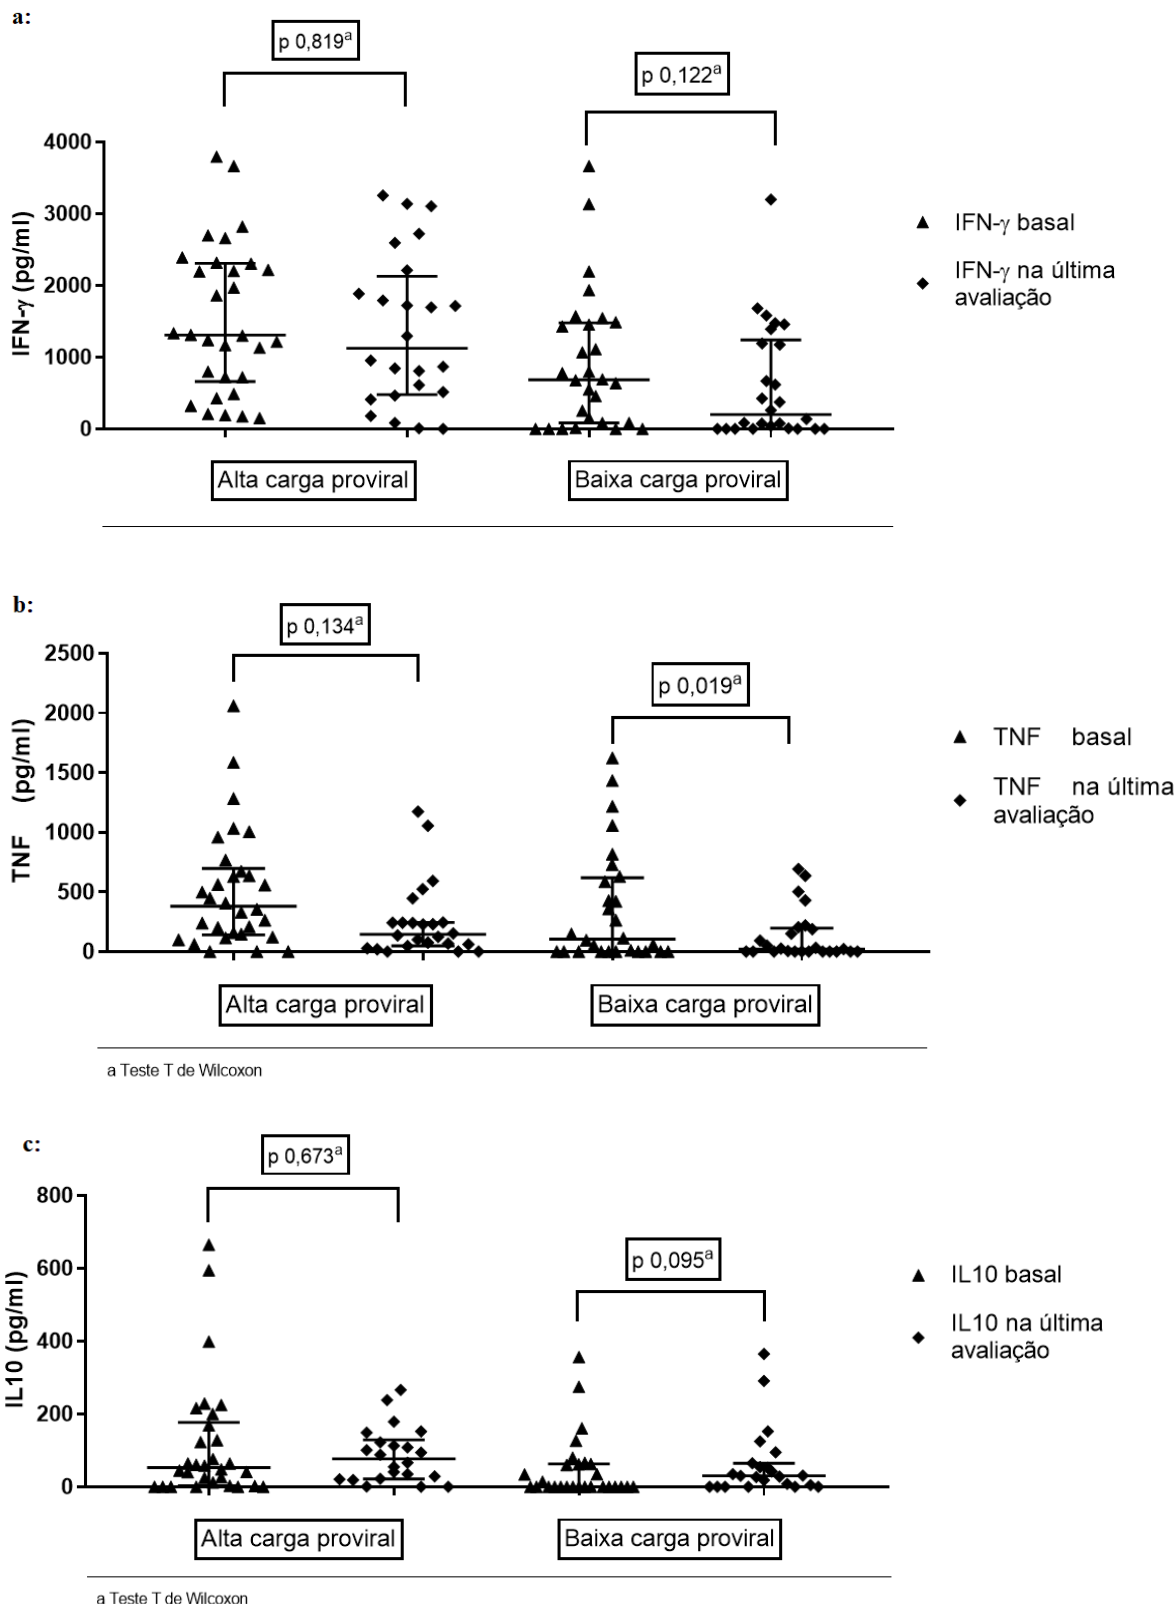 a:
p 0,819ª
p 0,122ª
4000
3000
2000
1000
0
IFN-γ (pg/ml)
IFN-γ basal
IFN-γ na última
avaliação
Alta carga proviral
Baixa carga proviral
b:
p 0,134ª
p 0,019ª
2500
2000
1500
1000
500
0
TNF (pg/ml)
TNF basal
TNF na última
avaliação
Alta carga proviral
Baixa carga proviral
a Teste T de Wilcoxon
c:
p 0,673ª
p 0,095ª
800
600
400
200
0
IL10 (pg/ml)
IL10 basal
IL10 na última
avaliação
Alta carga proviral
Baixa carga proviral
a Teste T de Wilcoxon